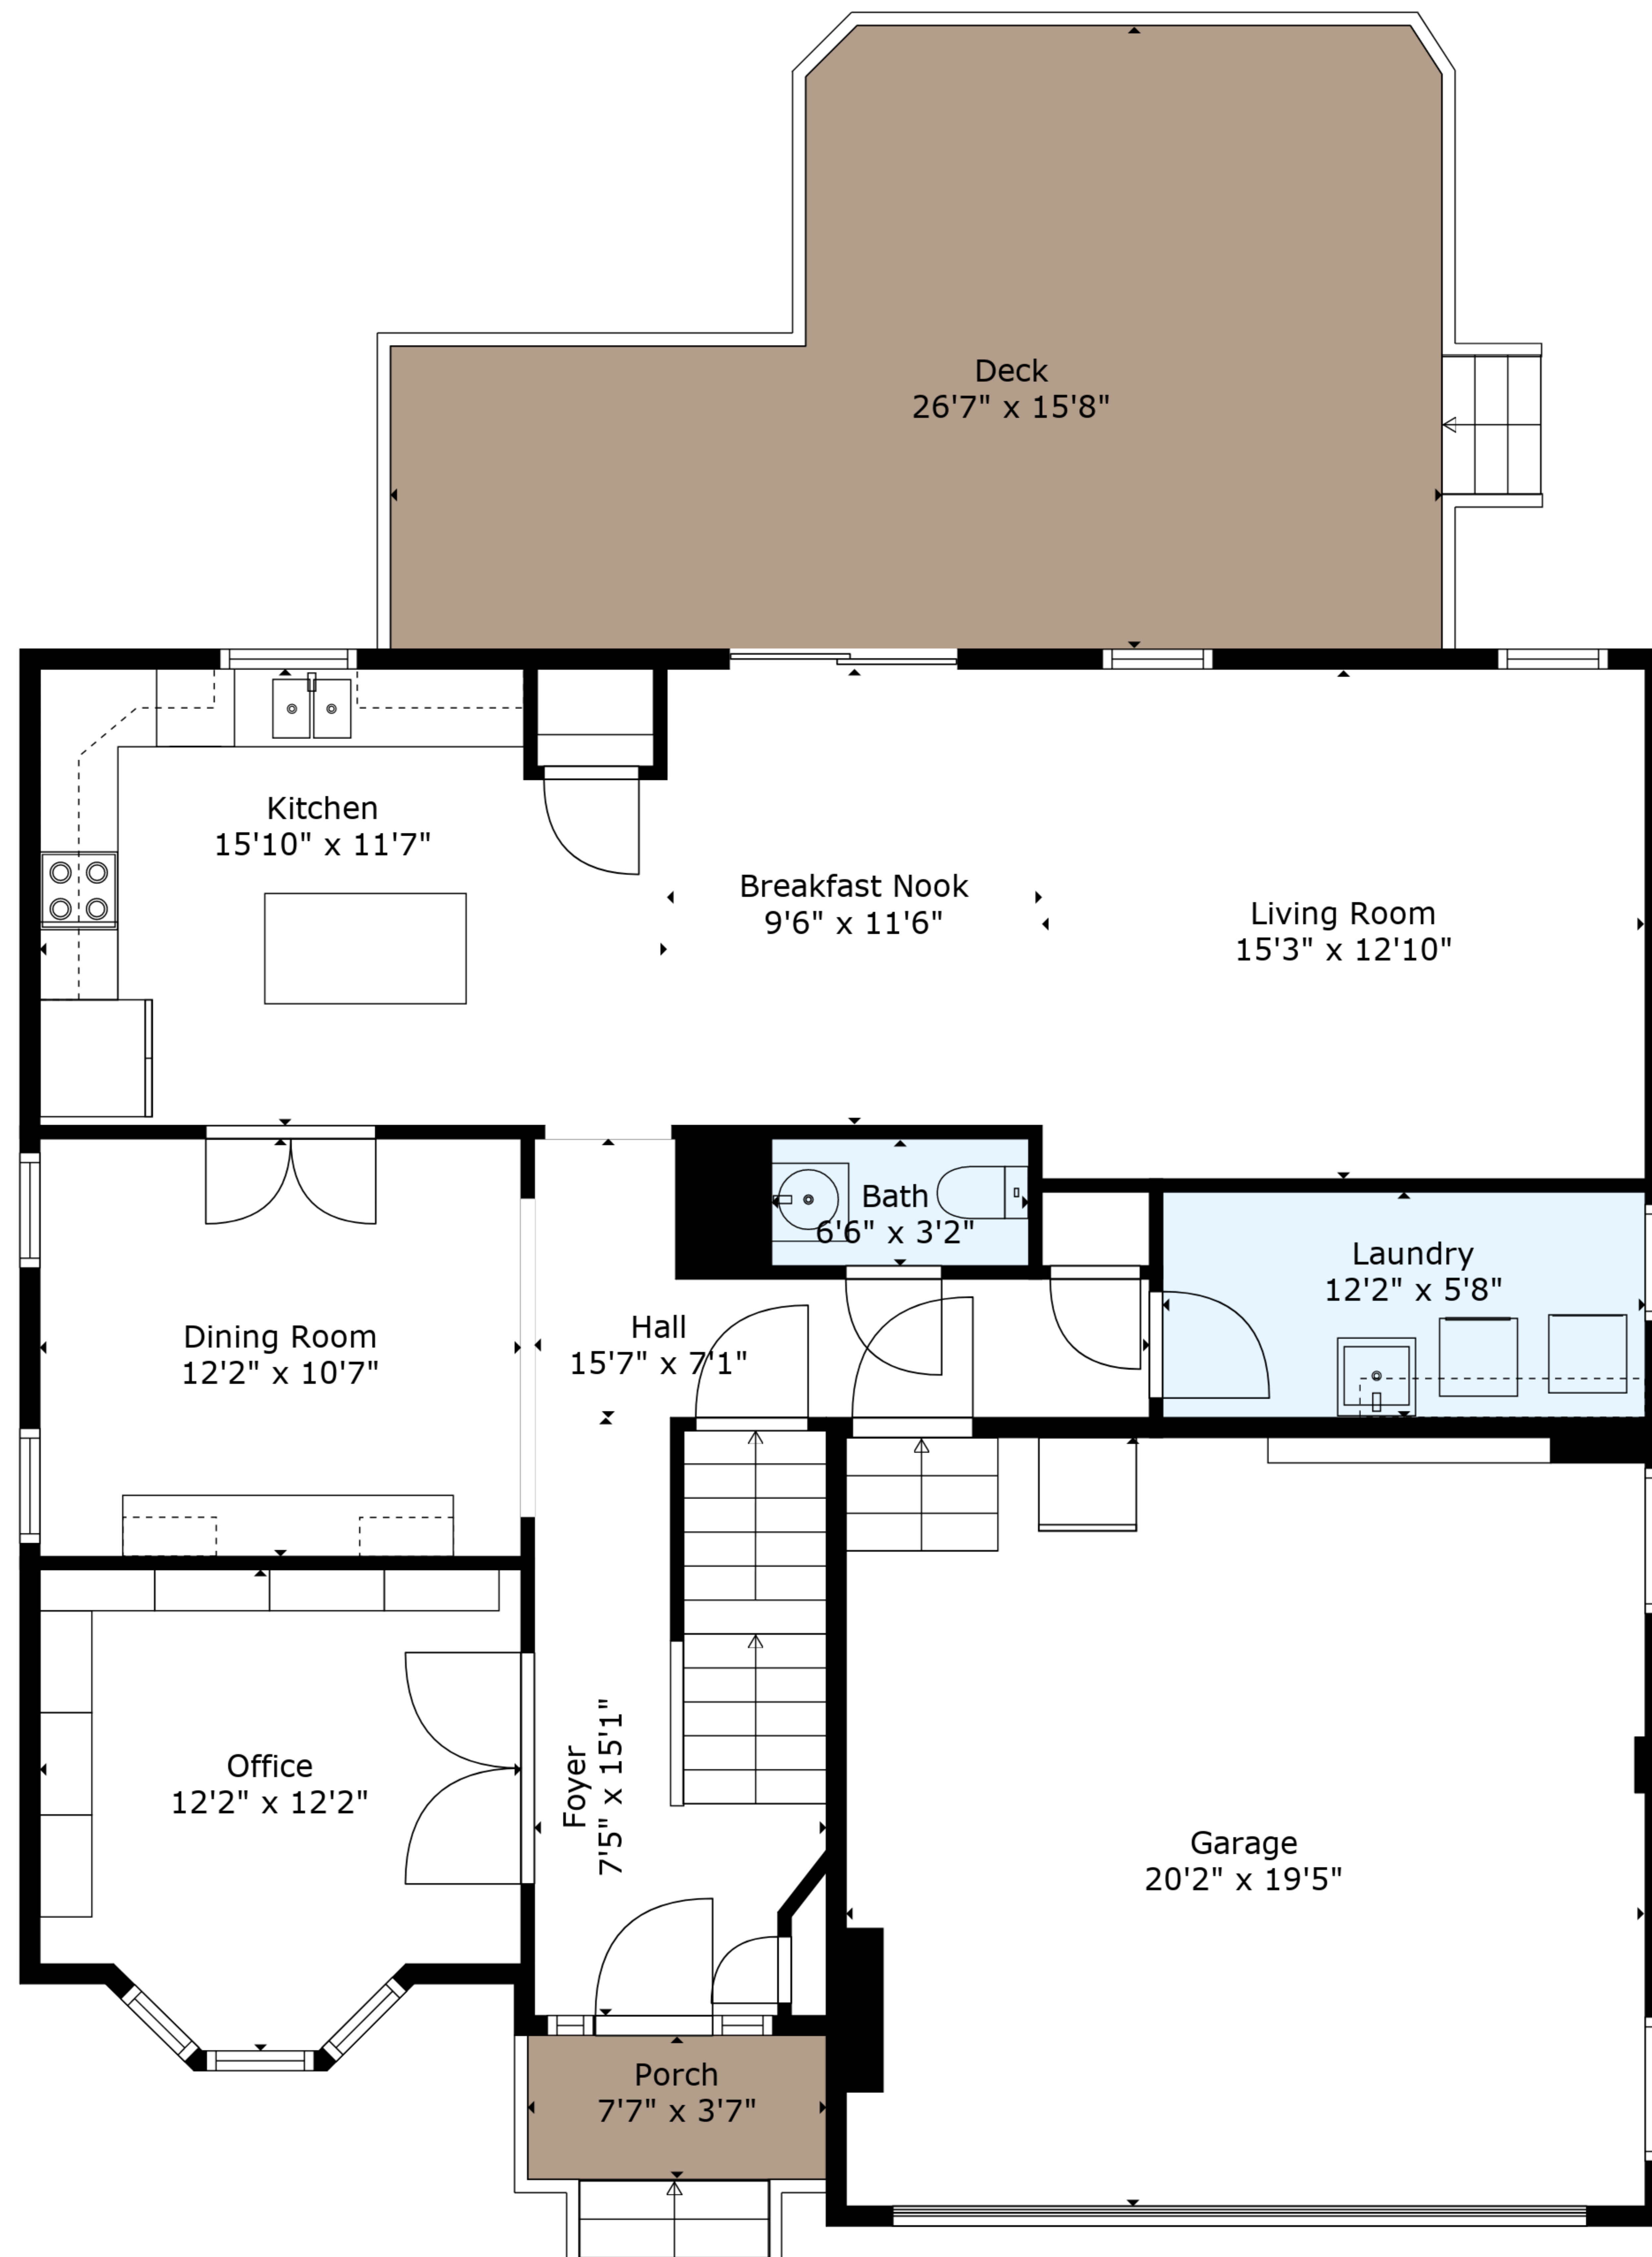 Deck
26'7" x 15'8"
Kitchen
15'10" x 11'7"
Breakfast Nook
9'6" x 11'6"
Living Room
15'3" x 12'10"
Bath
6'6" x 3'2"
Laundry
12'2" x 5'8"
Hall
15'7" x 7'1"
Dining Room
12'2" x 10'7"
Office
12'2" x 12'2"
Foyer
7'5" x 15'1"
Garage
20'2" x 19'5"
Porch
7'7" x 3'7"